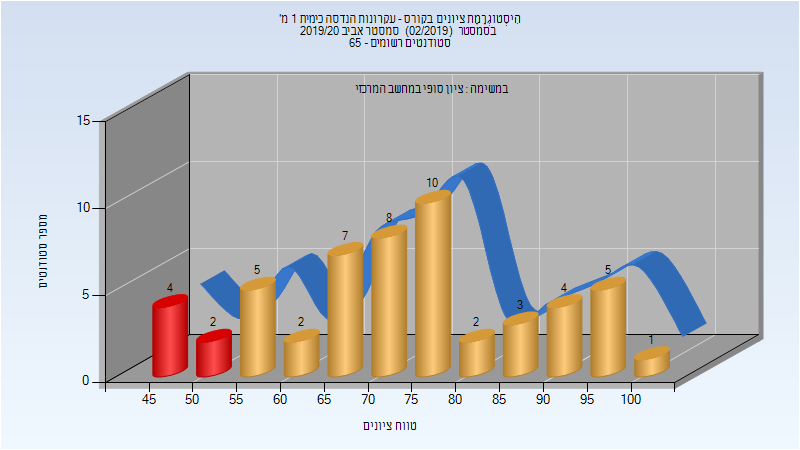 היסטוגרמת ציונים בקורס - עקרונות הנדסה כימית 1 מ'
בסמסטר (02/2019) סמסטר אביב 2019/20
סטודנטים רשומים - 65
במשימה : ציון סופי במחשב המרכזי
מספר סטודנטים
15
10
5
0
4
2
5
2
7
8
10
2
3
4
5
1
45 50 55 60 65 70 75 80 85 90 95 100
טווח ציונים